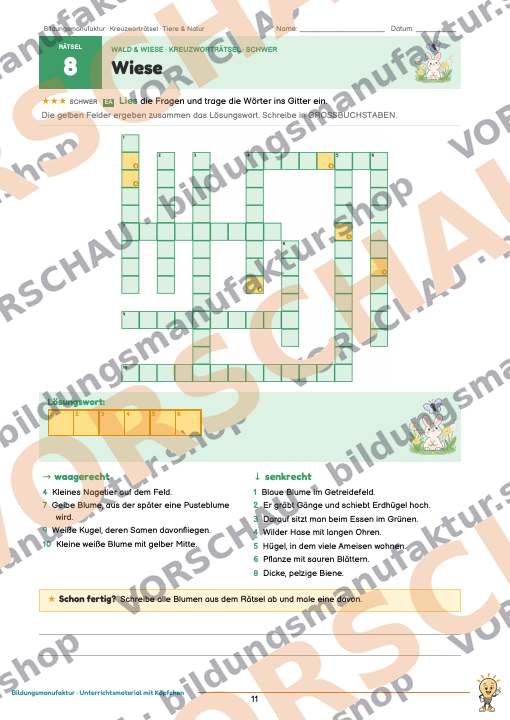 Bildungsmanufaktur · Kreuzworträtsel · Tiere & Natur Name: Datum:
RÄTSEL
8
WALD & WIESE · KREUZWORTRÄTSEL · SCHWER
Wiese
★★★ SCHWER EA Lies die Fragen und trage die Wörter ins Gitter ein.
Die gelben Felder ergeben zusammen das Lösungswort. Schreibe in GROSSBUCHSTABEN.
Lösungswort:
→ waagerecht
4 Kleines Nagetier auf dem Feld.
7 Gelbe Blume, aus der später eine Pusteblume
wird.
9 Weiße Kugel, deren Samen davonfliegen.
10 Kleine weiße Blume mit gelber Mitte.
↓ senkrecht
1 Blaue Blume im Getreidefeld.
2 Er gräbt Gänge und schiebt Erdhügel hoch.
3 Darauf sitzt man beim Essen im Grünen.
4 Wilder Hase mit langen Ohren.
5 Hügel, in dem viele Ameisen wohnen.
6 Pflanze mit sauren Blättern.
8 Dicke, pelzige Biene.
★ Schon fertig? Schreibe alle Blumen aus dem Rätsel ab und male eine davon.
Bildungsmanufaktur · Unterrichtsmaterial mit Köpfchen
11
VORSCHAU · bildungsmanufaktur.shop